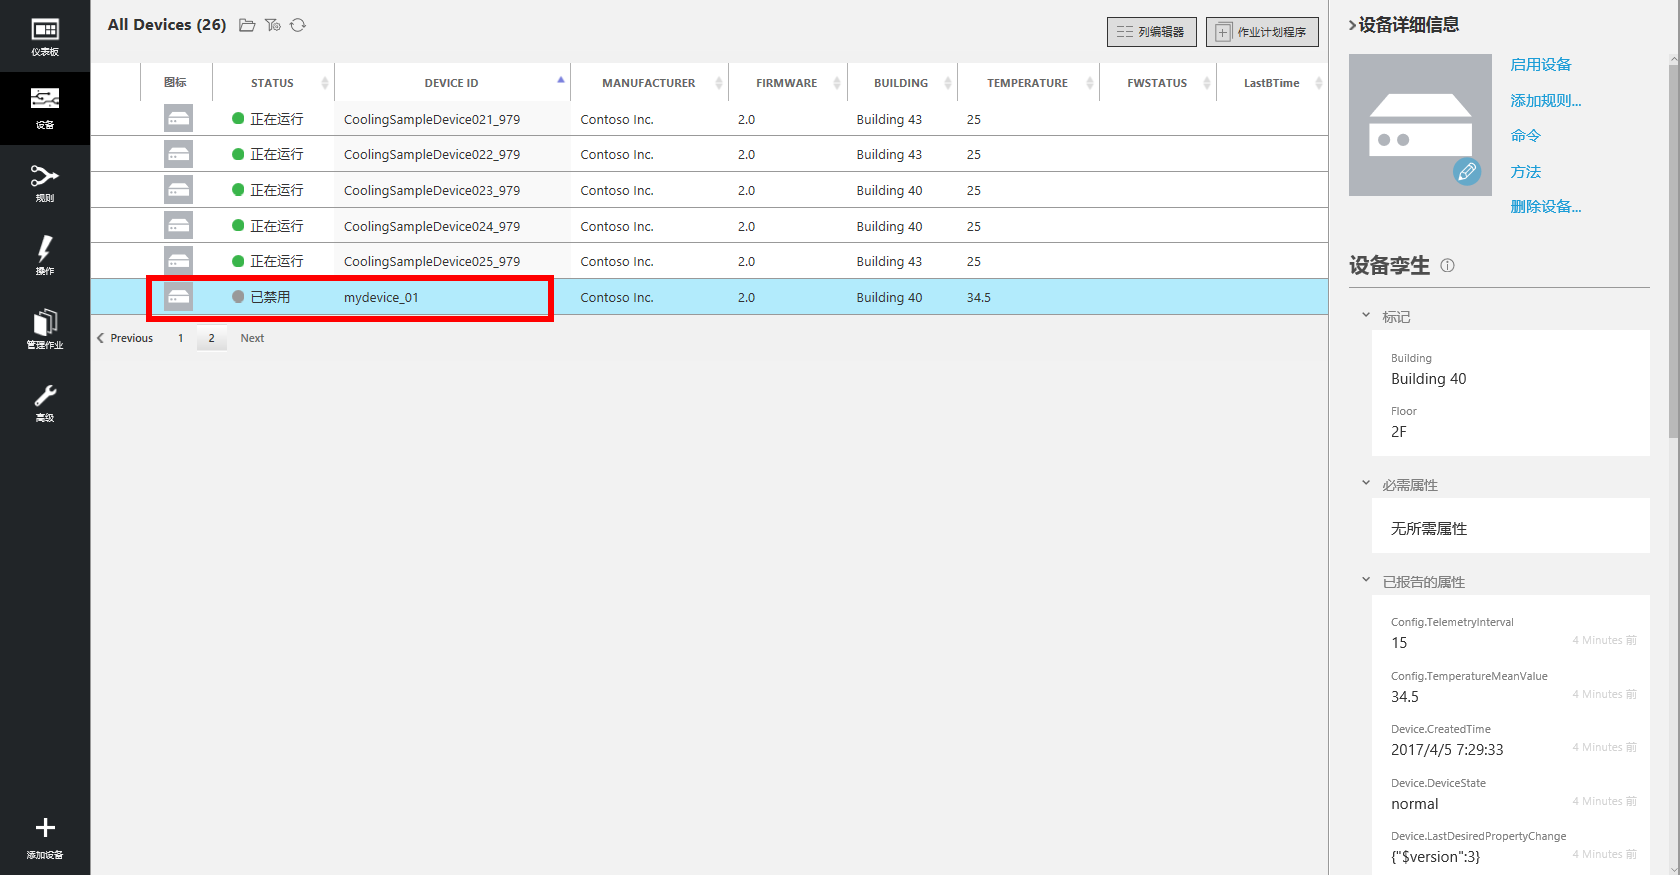 仪表板
设备
规则
操作
管理作业
高级
添加设备
All Devices (26)
列编辑器
作业计划程序
图标 STATUS DEVICE ID MANUFACTURER FIRMWARE BUILDING TEMPERATURE FWSTATUS LastBTime
正在运行 CoolingSampleDevice021_979 Contoso Inc. 2.0 Building 43 25
正在运行 CoolingSampleDevice022_979 Contoso Inc. 2.0 Building 43 25
正在运行 CoolingSampleDevice023_979 Contoso Inc. 2.0 Building 40 25
正在运行 CoolingSampleDevice024_979 Contoso Inc. 2.0 Building 40 25
正在运行 CoolingSampleDevice025_979 Contoso Inc. 2.0 Building 43 25
已禁用 mydevice_01 Contoso Inc. 2.0 Building 40 34.5
Previous 1 2 Next
设备详细信息
启用设备
添加规则...
命令
方法
删除设备...
设备孪生
标记
Building
Building 40
Floor
2F
必需属性
无所需属性
已报告的属性
Config.TelemetryInterval
15 4 Minutes 前
Config.TemperatureMeanValue
34.5 4 Minutes 前
Device.CreatedTime
2017/4/5 7:29:33 4 Minutes 前
Device.DeviceState
normal 4 Minutes 前
Device.LastDesiredPropertyChange
{"$version":3} 4 Minutes 前